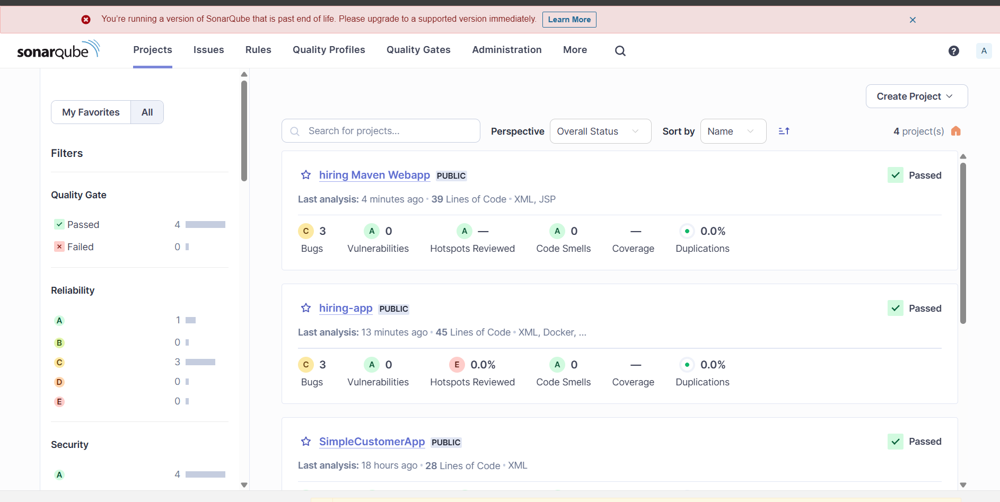 You're running a version of SonarQube that is past end of life. Please upgrade to a supported version immediately. Learn More
sonarqube Projects Issues Rules Quality Profiles Quality Gates Administration More A
Create Project
My Favorites All
Search for projects... Perspective Overall Status Sort by Name 4 project(s)
Filters
Quality Gate
Passed 4
Failed 0
Reliability
A 1
B 0
C 3
D 0
E 0
Security
A 4
hiring Maven Webapp PUBLIC Passed
Last analysis: 4 minutes ago • 39 Lines of Code • XML, JSP
C 3 A 0 A — A 0 — 0.0%
Bugs Vulnerabilities Hotspots Reviewed Code Smells Coverage Duplications
hiring-app PUBLIC Passed
Last analysis: 13 minutes ago • 45 Lines of Code • XML, Docker, ...
C 3 A 0 E 0.0% A 0 — 0.0%
Bugs Vulnerabilities Hotspots Reviewed Code Smells Coverage Duplications
SimpleCustomerApp PUBLIC Passed
Last analysis: 18 hours ago • 28 Lines of Code • XML